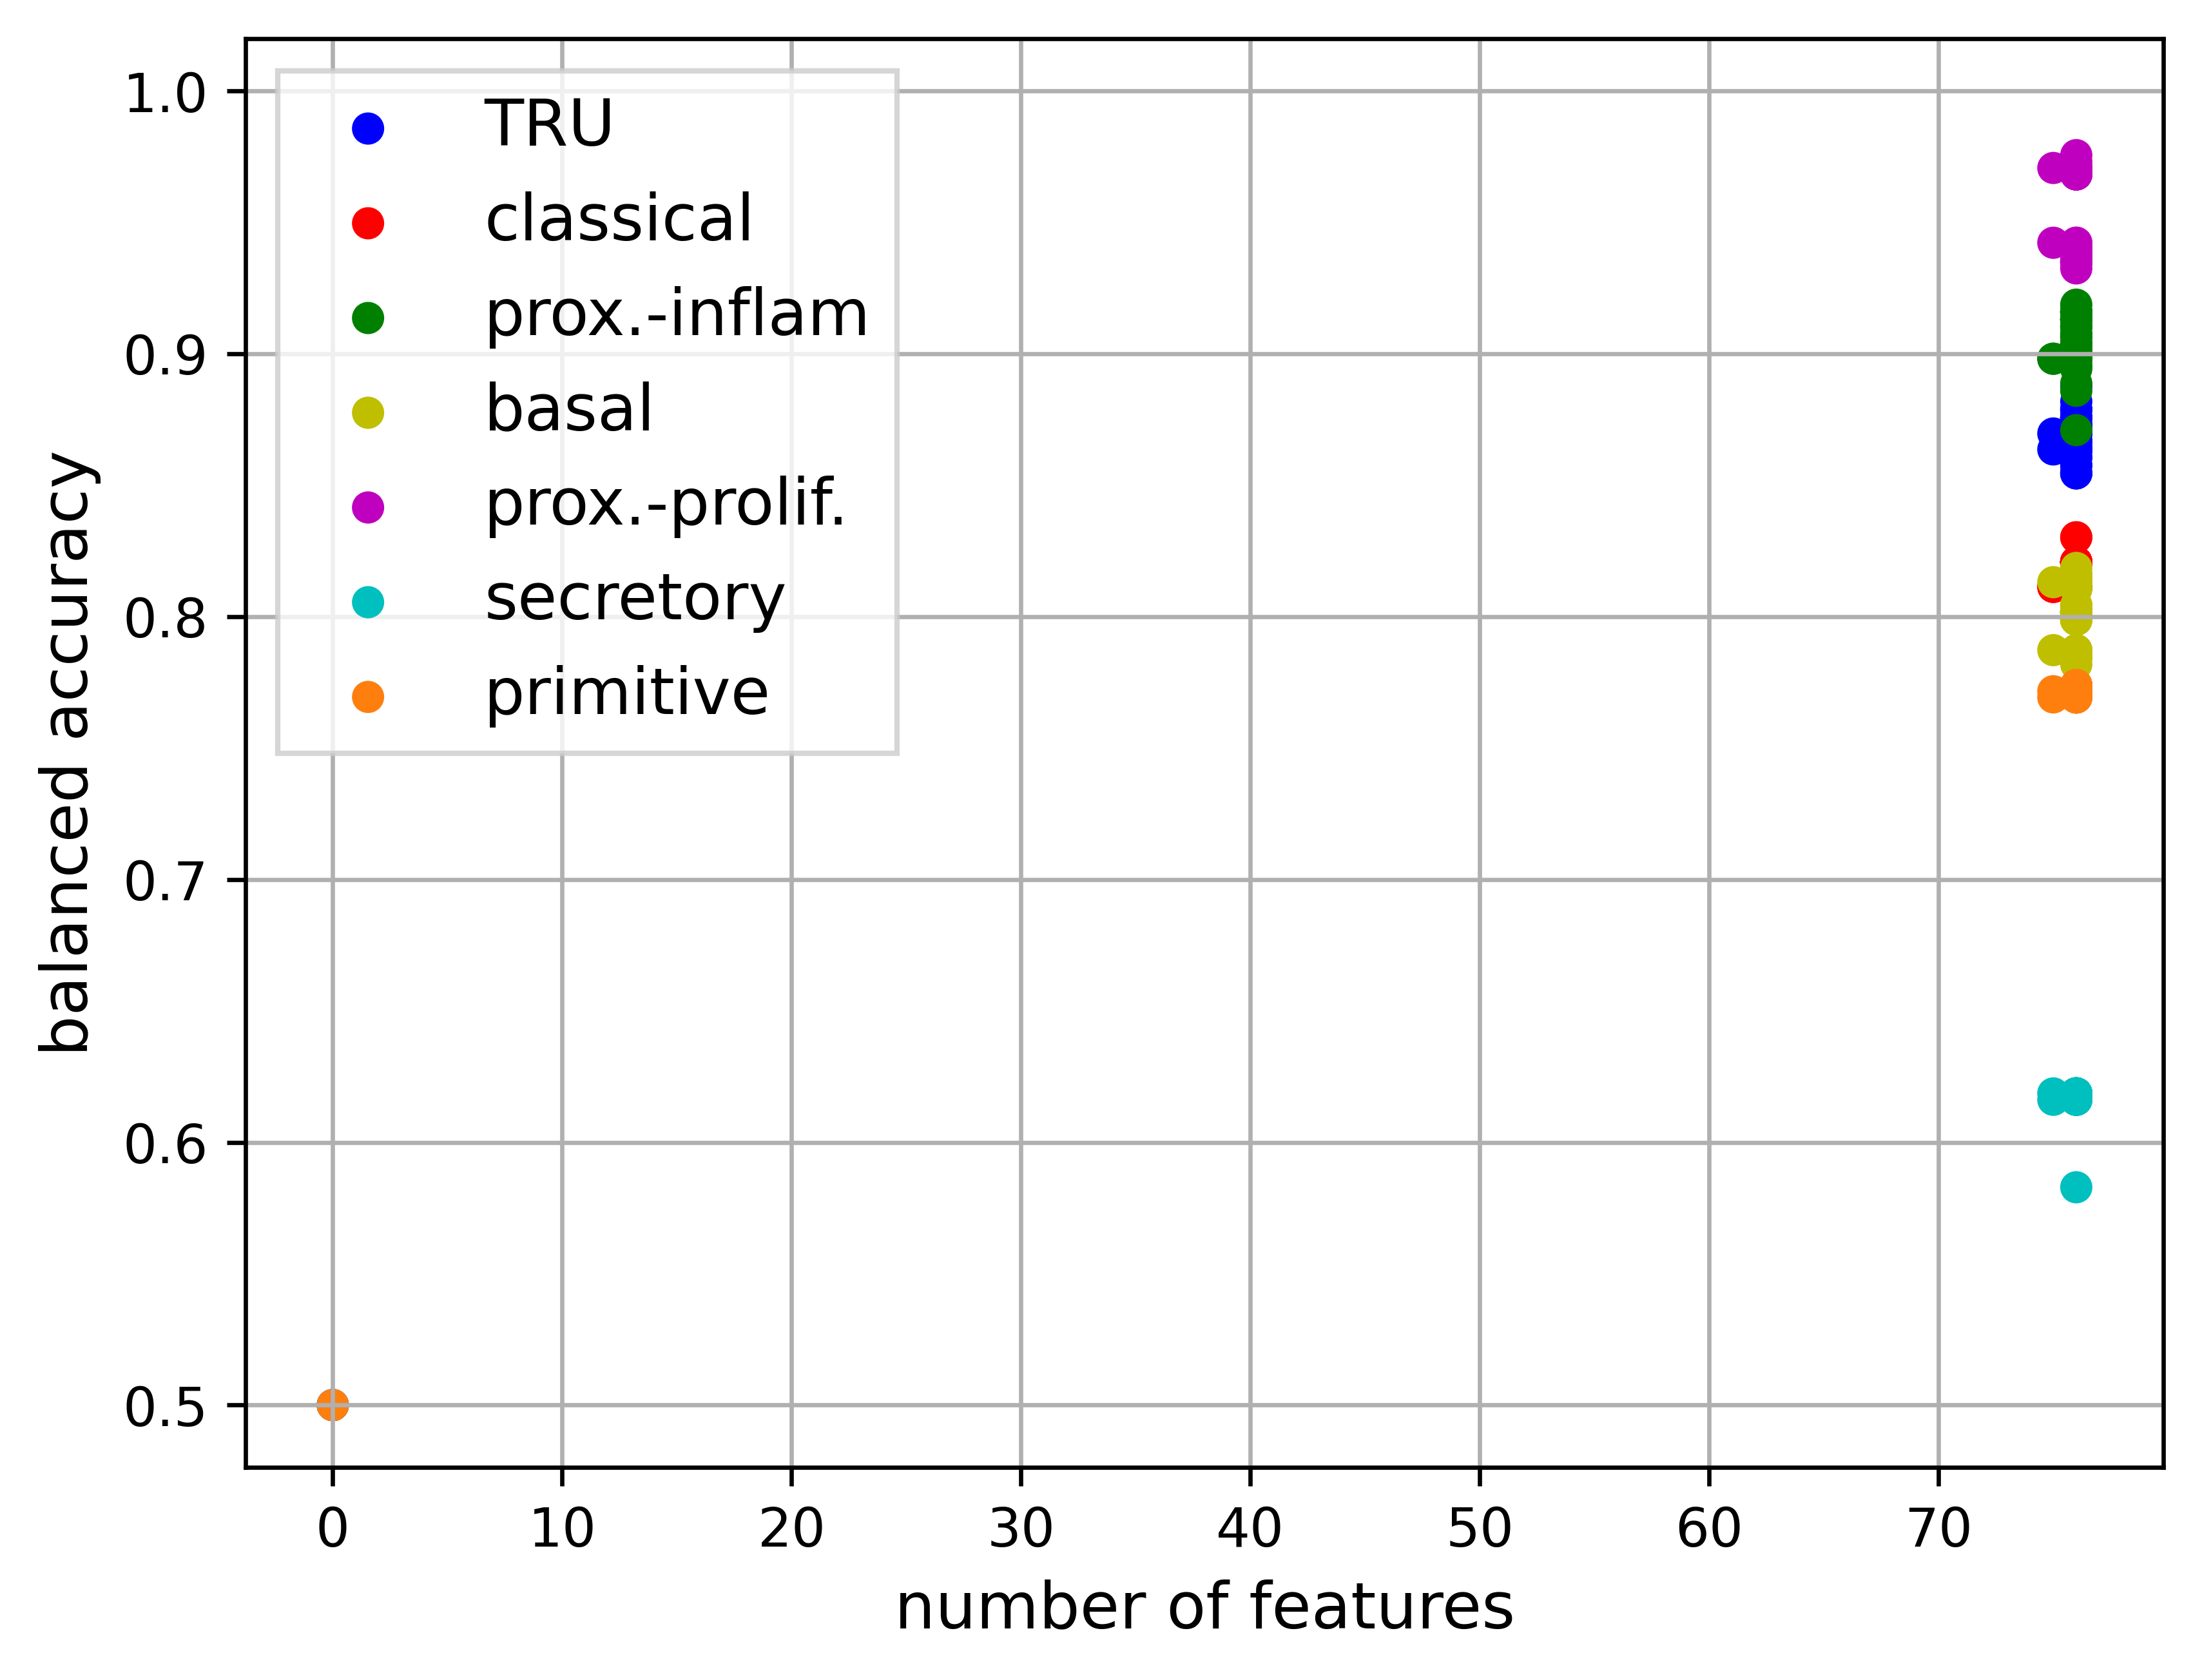 1.0
0.9
0.8
0.7
0.6
0.5
balanced accuracy
TRU
classical
prox.-inflam
basal
prox.-prolif.
secretory
primitive
0 10 20 30 40 50 60 70
number of features